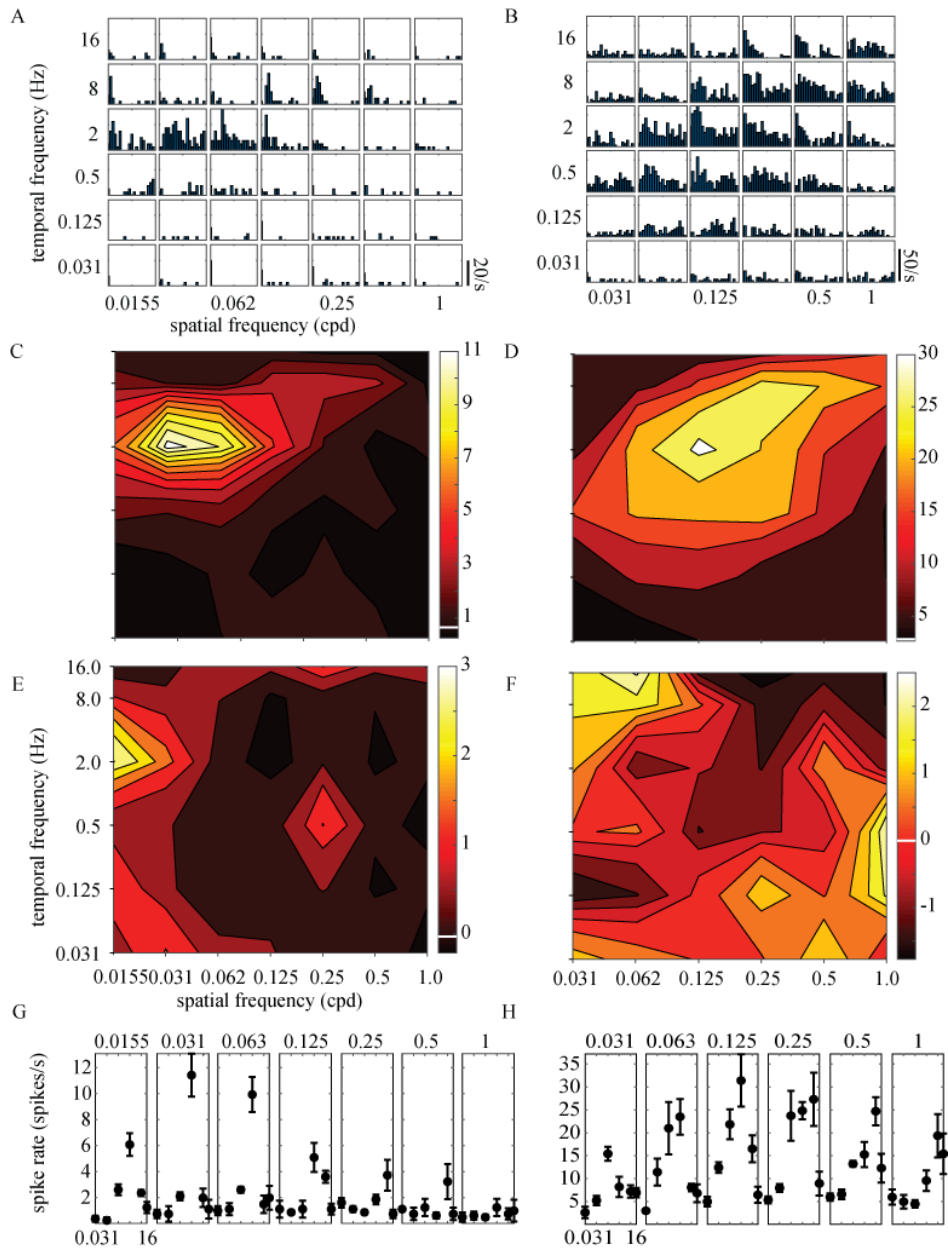 A
temporal frequency (Hz)
16
8
2
0.5
0.125
0.031
20/s
0.0155 0.062 0.25 1
spatial frequency (cpd)
B
16
8
2
0.5
0.125
0.031
50/s
0.031 0.125 0.5 1
C
11
9
7
5
3
1
D
30
25
20
15
10
5
E
temporal frequency (Hz)
16.0
8.0
2.0
0.5
0.125
0.031
0.0155 0.031 0.062 0.125 0.25 0.5 1.0
spatial frequency (cpd)
3
2
1
0
F
0.031 0.062 0.125 0.25 0.5 1.0
2
1
0
-1
G
0.0155 0.031 0.063 0.125 0.25 0.5 1
spike rate (spikes/s)
12
10
8
6
4
2
0
0.031 16
H
0.031 0.063 0.125 0.25 0.5 1
35
30
25
20
15
10
5
0.031 16